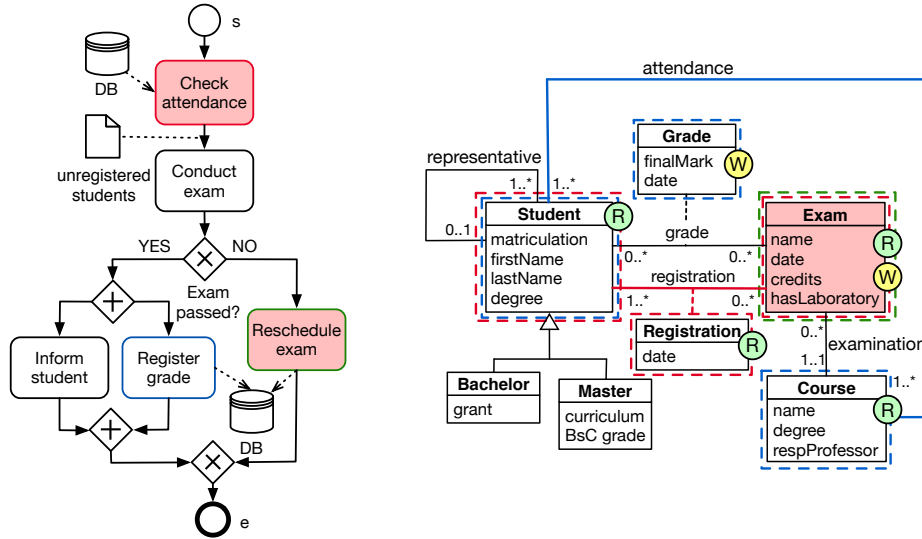 s
DB
Check
attendance
unregistered
students
Conduct
exam
YES
NO
Exam
passed?
Inform
student
Register
grade
Reschedule
exam
DB
e
attendance
representative
1..*
1..*
0..1
Student
R
matriculation
firstName
lastName
degree
Grade
finalMark
date
W
grade
0..*
0..*
registration
1..*
0..*
Exam
name
date
credits
hasLaboratory
R
W
Registration
date
R
0..*
examination
1..1
Bachelor
grant
Master
curriculum
BsC grade
Course
name
degree
respProfessor
R
1..*